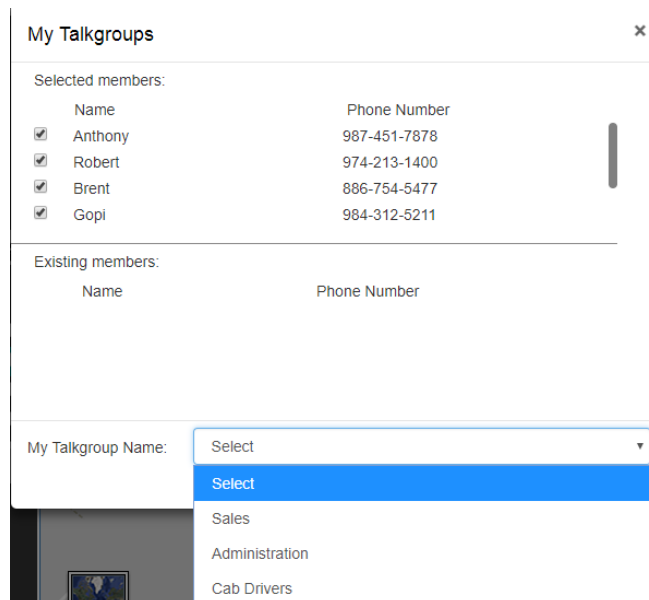 My Talkgroups ×
Selected members:
Name Phone Number
Anthony 987-451-7878
Robert 974-213-1400
Brent 886-754-5477
Gopi 984-312-5211
Existing members:
Name Phone Number
My Talkgroup Name: Select
Select
Sales
Administration
Cab Drivers